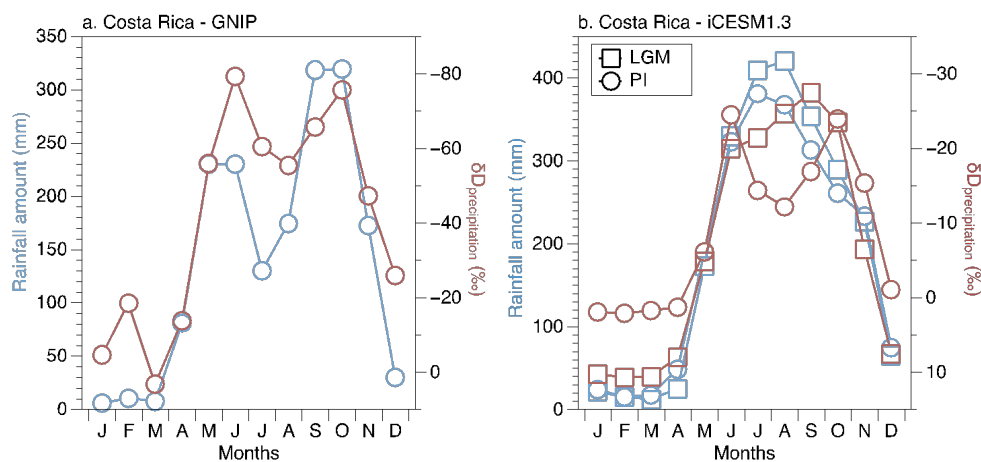 a. Costa Rica - GNIP
350
300
250
200
150
100
50
0
Rainfall amount (mm)
−80
−60
−40
−20
0
δDprecipitation (‰)
J F M A M J J A S O N D
Months
b. Costa Rica - iCESM1.3
LGM
PI
400
300
200
100
0
Rainfall amount (mm)
−30
−20
−10
0
10
δDprecipitation (‰)
J F M A M J J A S O N D
Months